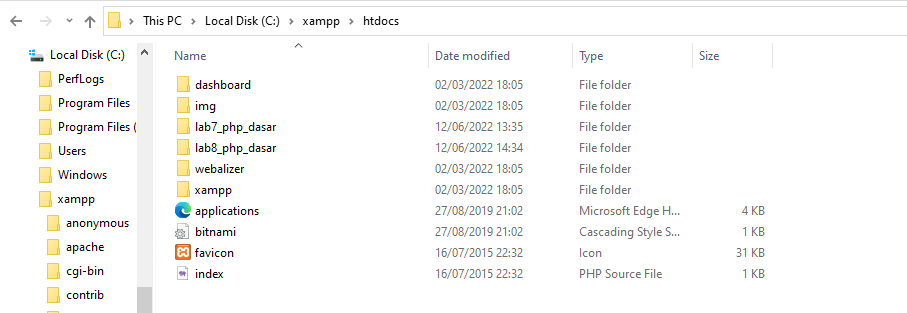 This PC > Local Disk (C:) > xampp > htdocs
Local Disk (C:)
PerfLogs
Program Files
Program Files (
Users
Windows
xampp
anonymous
apache
cgi-bin
contrib
Name Date modified Type Size
dashboard 02/03/2022 18:05 File folder
img 02/03/2022 18:05 File folder
lab7_php_dasar 12/06/2022 13:35 File folder
lab8_php_dasar 12/06/2022 14:34 File folder
webalizer 02/03/2022 18:05 File folder
xampp 02/03/2022 18:05 File folder
applications 27/08/2019 21:02 Microsoft Edge H... 4 KB
bitnami 27/08/2019 21:02 Cascading Style S... 1 KB
favicon 16/07/2015 22:32 Icon 31 KB
index 16/07/2015 22:32 PHP Source File 1 KB